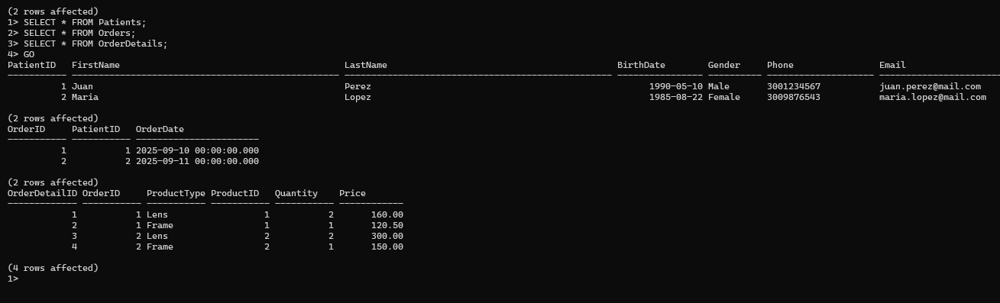 (2 rows affected)
1> SELECT * FROM Patients;
2> SELECT * FROM Orders;
3> SELECT * FROM OrderDetails;
4> GO
PatientID FirstName LastName BirthDate Gender Phone Email
1 Juan Perez 1990-05-10 Male 3001234567 juan.perez@mail.com
2 Maria Lopez 1985-08-22 Female 3009876543 maria.lopez@mail.com
(2 rows affected)
OrderID PatientID OrderDate
1 1 2025-09-10 00:00:00.000
2 2 2025-09-11 00:00:00.000
(2 rows affected)
OrderDetailID OrderID ProductType ProductID Quantity Price
1 1 Lens 1 2 160.00
2 1 Frame 1 1 120.50
3 2 Lens 2 2 300.00
4 2 Frame 2 1 150.00
(4 rows affected)
1>